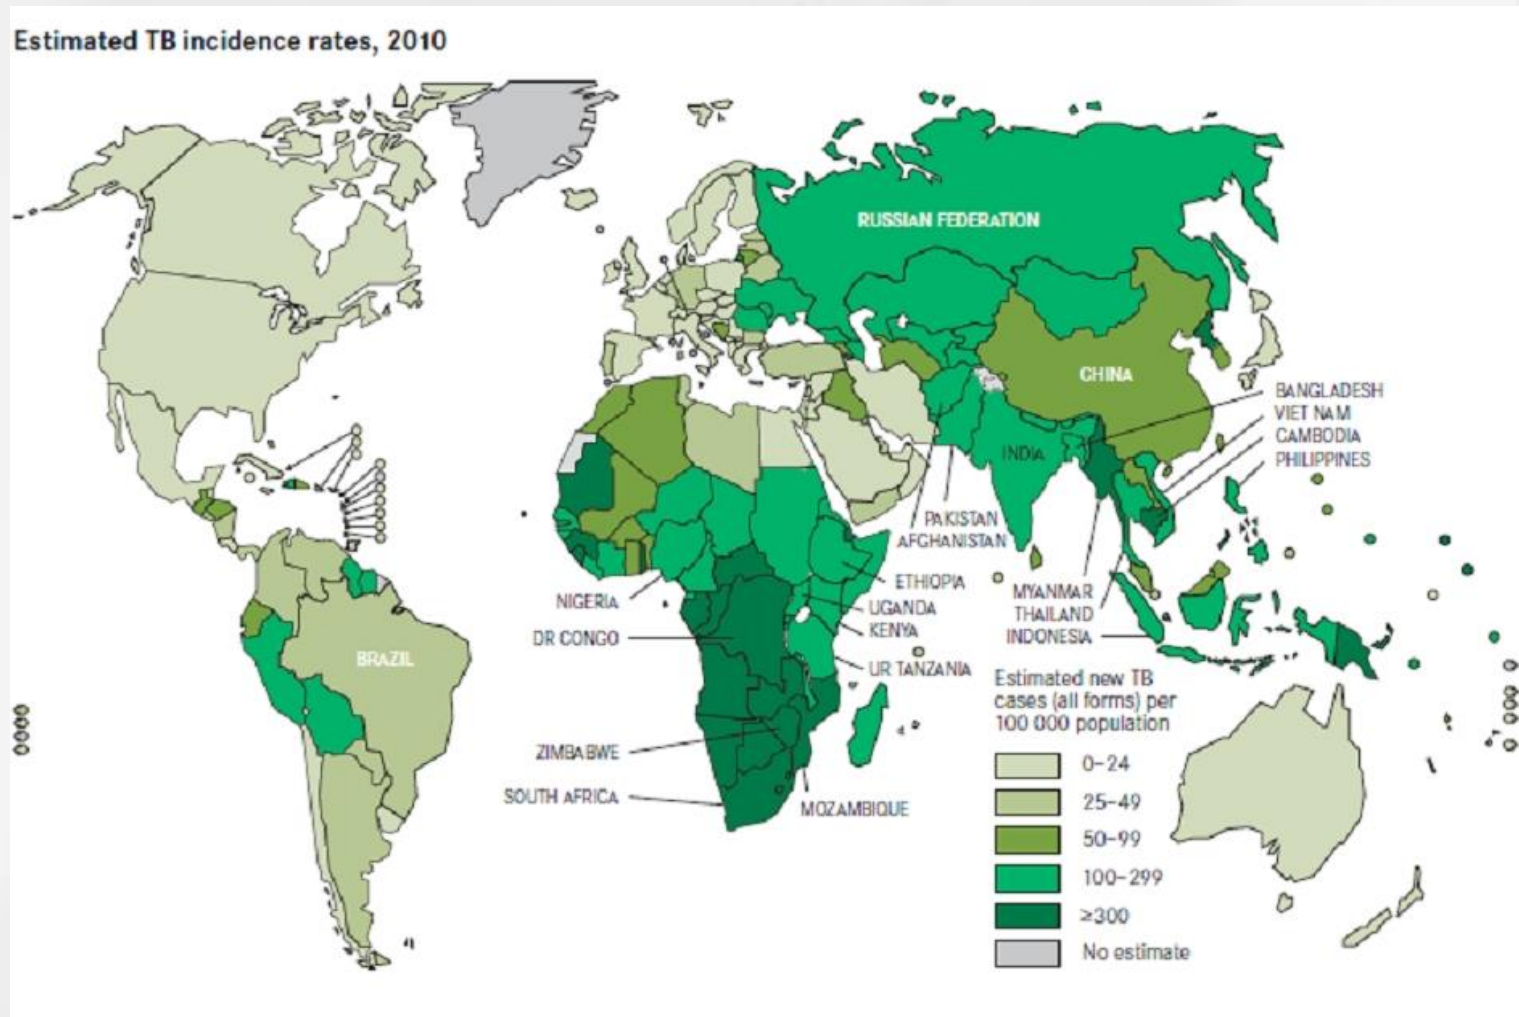 Estimated TB incidence rates, 2010
RUSSIAN FEDERATION
CHINA
BANGLADESH
VIET NAM
CAMBODIA
PHILIPPINES
INDIA
PAKISTAN
AFGHANISTAN
ETHIOPIA
NIGERIA
UGANDA
KENYA
DR CONGO
UR TANZANIA
MYANMAR
THAILAND
INDONESIA
BRAZIL
ZIMBABWE
SOUTH AFRICA
MOZAMBIQUE
Estimated new TB
cases (all forms) per
100 000 population
0–24
25–49
50–99
100–299
≥300
No estimate